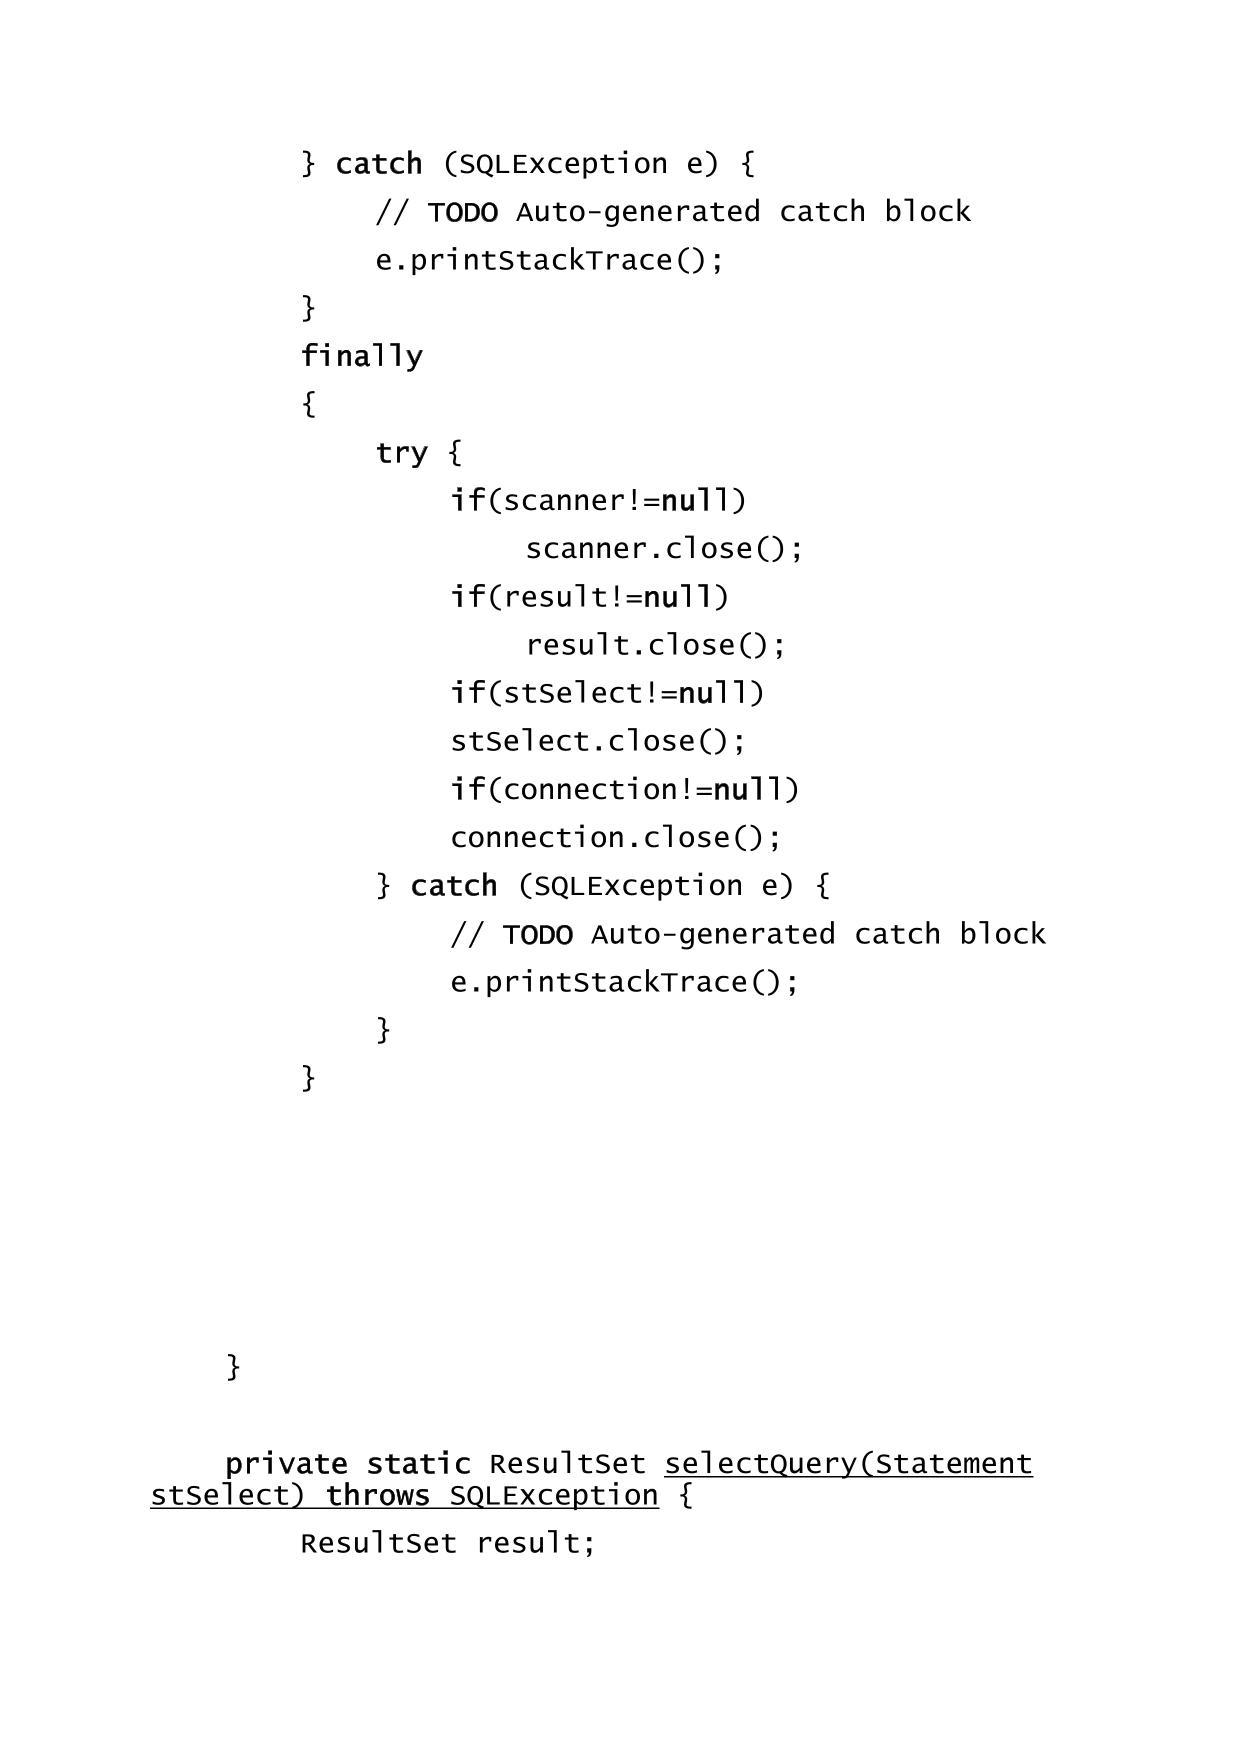 } catch (SQLException e) {
// TODO Auto-generated catch block
e.printStackTrace();
}
finally
{
try {
if(scanner!=null)
scanner.close();
if(result!=null)
result.close();
if(stSelect!=null)
stSelect.close();
if(connection!=null)
connection.close();
} catch (SQLException e) {
// TODO Auto-generated catch block
e.printStackTrace();
}
}
}
private static ResultSet selectQuery(Statement
stSelect) throws SQLException {
ResultSet result;